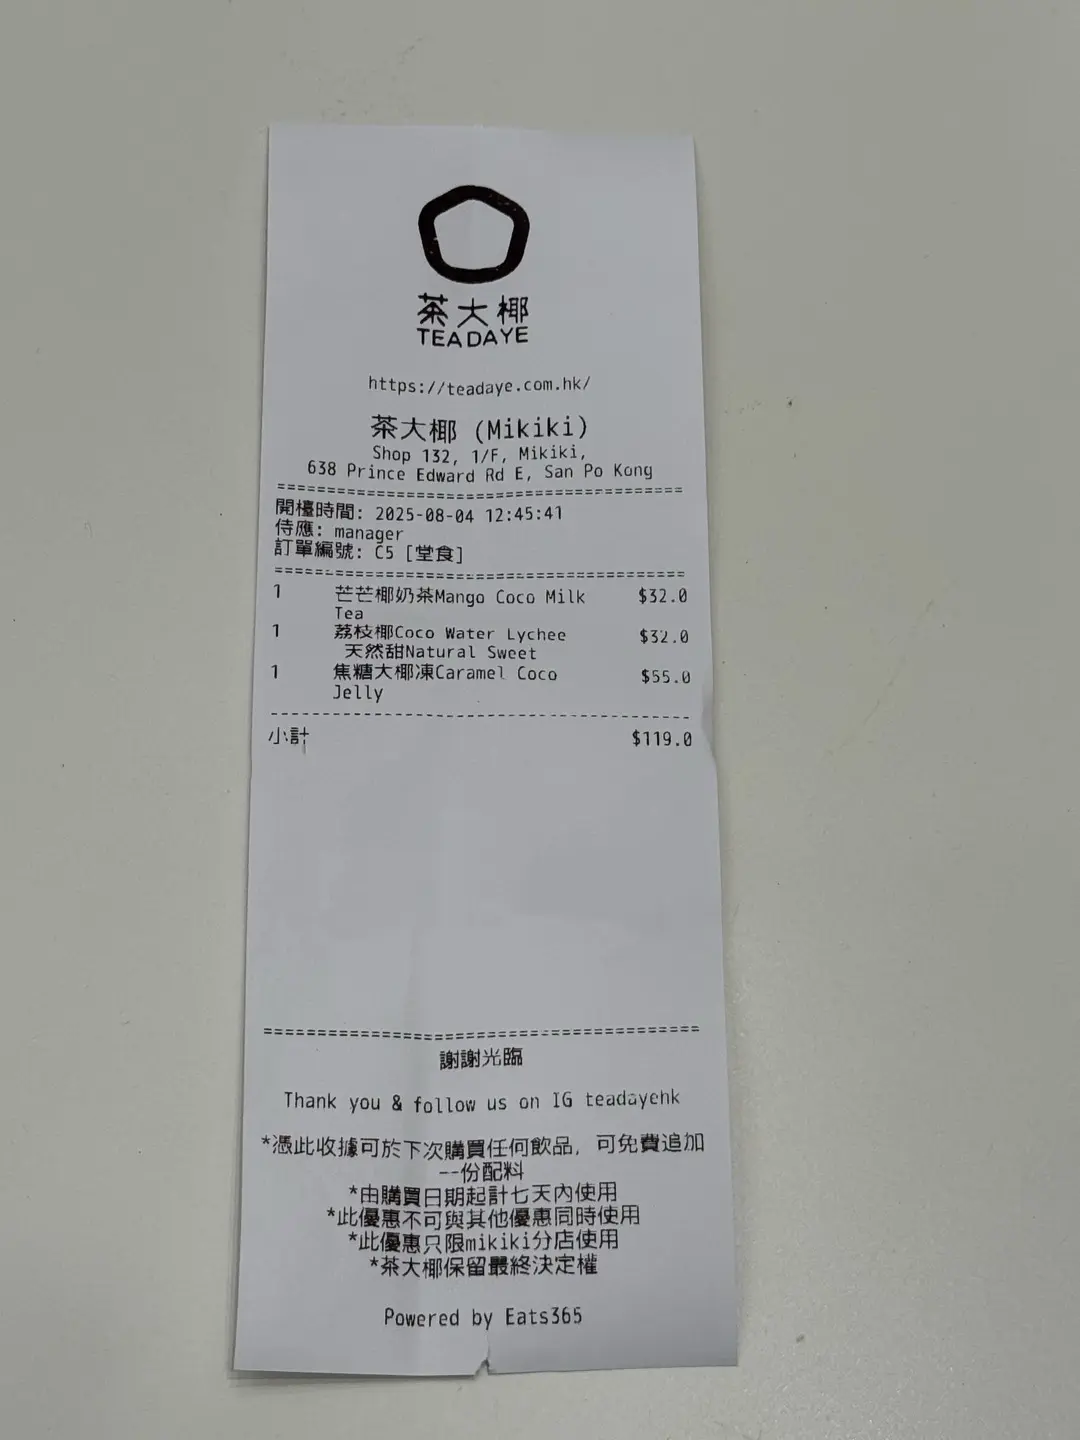 茶大椰
TEADAYE
https://teadaye.com.hk/
茶大椰 (Mikiki)
Shop 132, 1/F, Mikiki,
638 Prince Edward Rd E, San Po Kong
===========================================
開檯時間: 2025-08-04 12:45:41
侍應: manager
訂單編號: C5 [堂食]
===========================================
1 芒芒椰奶茶Mango Coco Milk $32.0
Tea
1 荔枝椰Coco Water Lychee $32.0
天然甜Natural Sweet
1 焦糖大椰凍Caramel Coco $55.0
Jelly
-------------------------------------------
小計 $119.0
===========================================
謝謝光臨
Thank you & follow us on IG teadayehk
*憑此收據可於下次購買任何飲品, 可免費追加
一份配料
*由購買日期起計七天內使用
*此優惠不可與其他優惠同時使用
*此優惠只限mikiki分店使用
*茶大椰保留最終決定權
Powered by Eats365